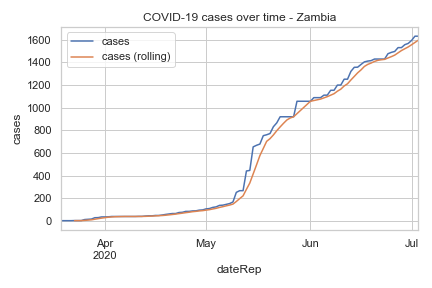 COVID-19 cases over time - Zambia
cases
cases (rolling)
1600
1400
1200
1000
800
600
400
200
0
cases
Apr
2020
May
Jun
Jul
dateRep